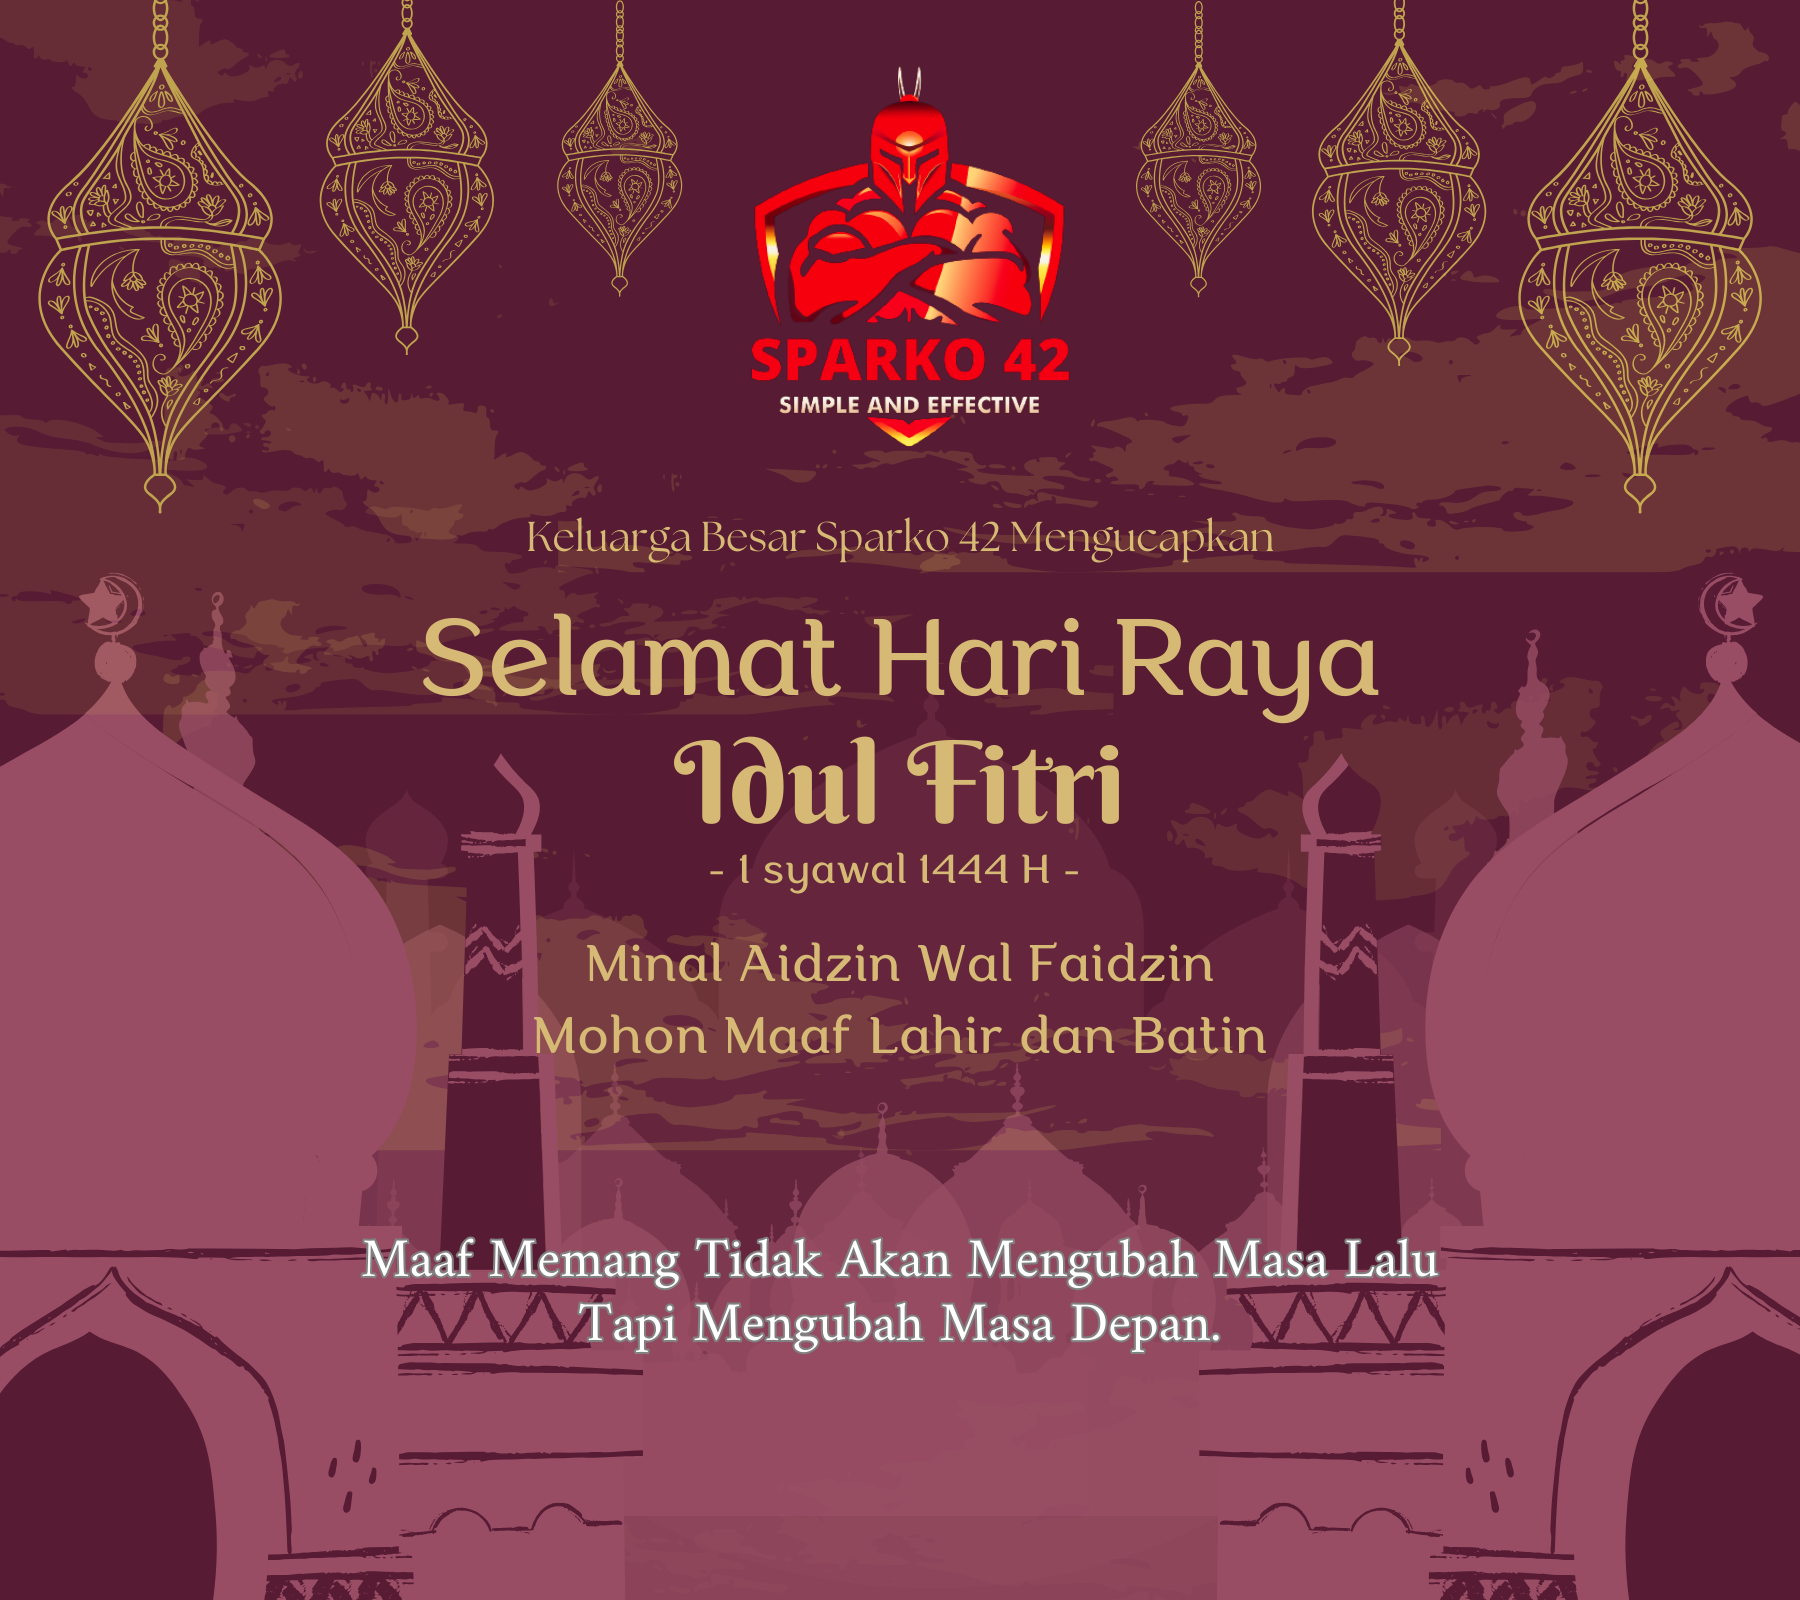 SPARKO 42
SIMPLE AND EFFECTIVE
Keluarga Besar Sparko 42 Mengucapkan
Selamat Hari Raya
Idul Fitri
- 1 syawal 1444 H -
Minal Aidzin Wal Faidzin
Mohon Maaf Lahir dan Batin
Maaf Memang Tidak Akan Mengubah Masa Lalu
Tapi Mengubah Masa Depan.